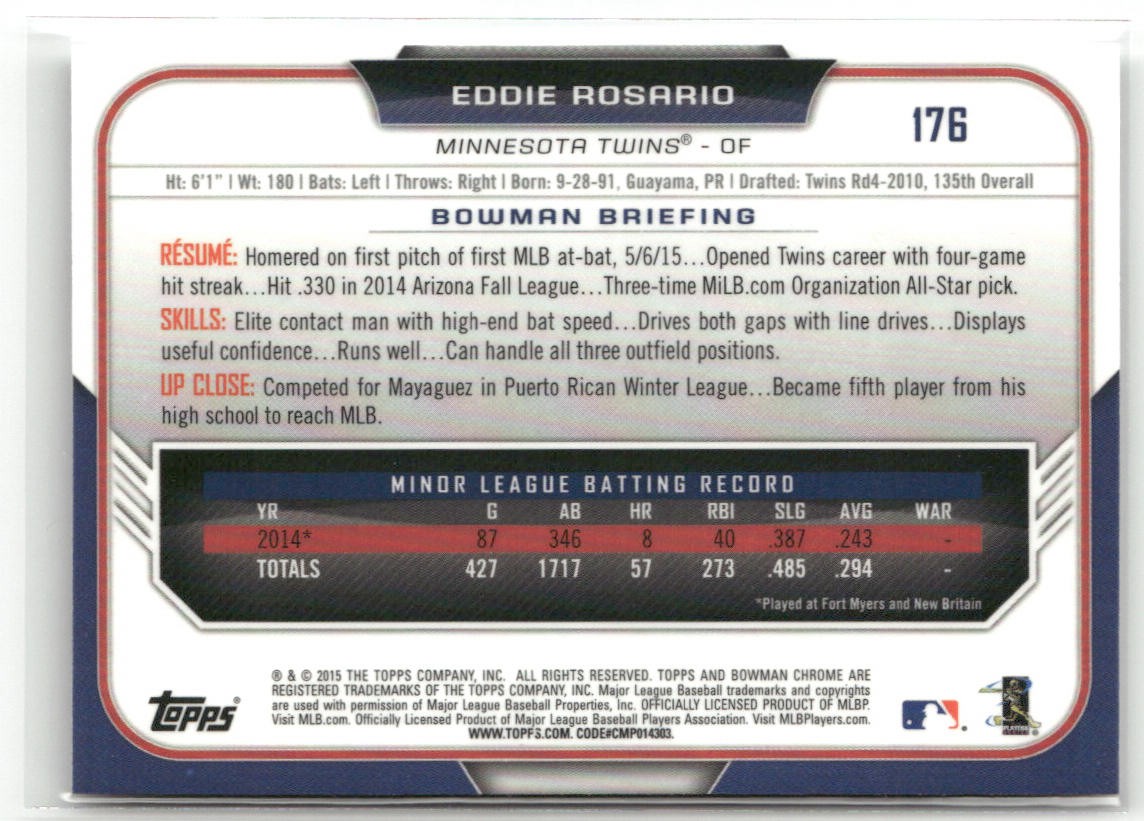 EDDIE ROSARIO
176
MINNESOTA TWINS® - OF
Ht: 6'1" | Wt: 180 | Bats: Left | Throws: Right | Born: 9-28-91, Guayama, PR | Drafted: Twins Rd4-2010, 135th Overall
BOWMAN BRIEFING
RÉSUMÉ: Homered on first pitch of first MLB at-bat, 5/6/15...Opened Twins career with four-game
hit streak...Hit .330 in 2014 Arizona Fall League...Three-time MiLB.com Organization All-Star pick.
SKILLS: Elite contact man with high-end bat speed...Drives both gaps with line drives...Displays
useful confidence...Runs well...Can handle all three outfield positions.
UP CLOSE: Competed for Mayaguez in Puerto Rican Winter League...Became fifth player from his
high school to reach MLB.
MINOR LEAGUE BATTING RECORD
YR G AB HR RBI SLG AVG WAR
2014* 87 346 8 40 .387 .243 -
TOTALS 427 1717 57 273 .485 .294 -
*Played at Fort Myers and New Britain
® & © 2015 THE TOPPS COMPANY, INC. ALL RIGHTS RESERVED. TOPPS AND BOWMAN CHROME ARE
REGISTERED TRADEMARKS OF THE TOPPS COMPANY, INC. Major League Baseball trademarks and copyrights
are used with permission of Major League Baseball Properties, Inc. OFFICIALLY LICENSED PRODUCT OF MLBP.
Visit MLB.com. Officially Licensed Product of Major League Baseball Players Association. Visit MLBPlayers.com.
WWW.TOPPS.COM. CODE#CMP014303.
Topps®